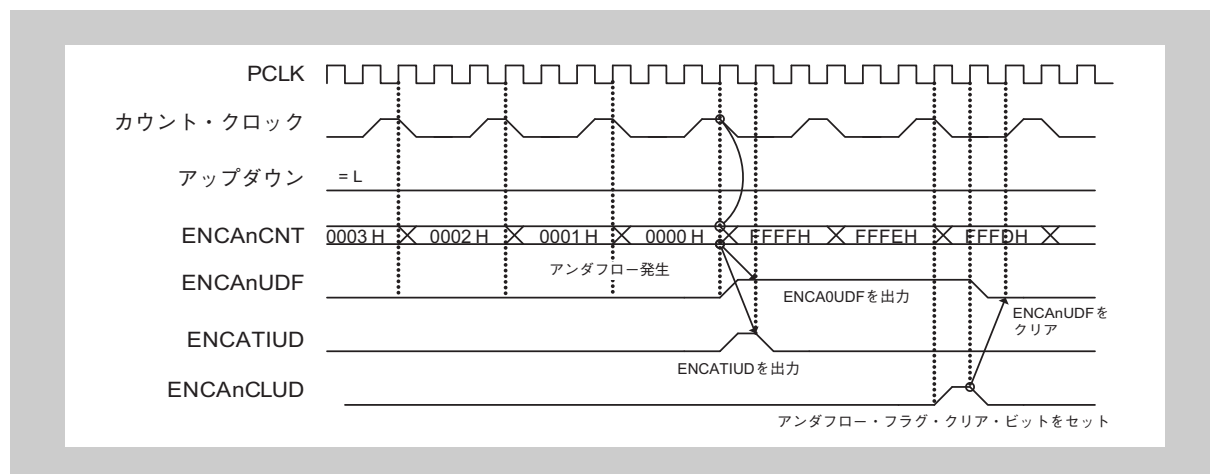 PCLK
カウント・クロック
アップダウン = L
ENCAnCNT 0003 H 0002 H 0001 H 0000 H FFFFH FFFEH FFFDH
アンダフロー発生
ENCAnUDF
ENCA0UDFを出力
ENCAnUDFを
クリア
ENCATIUD
ENCATIUDを出力
ENCAnCLUD
アンダフロー・フラグ・クリア・ビットをセット